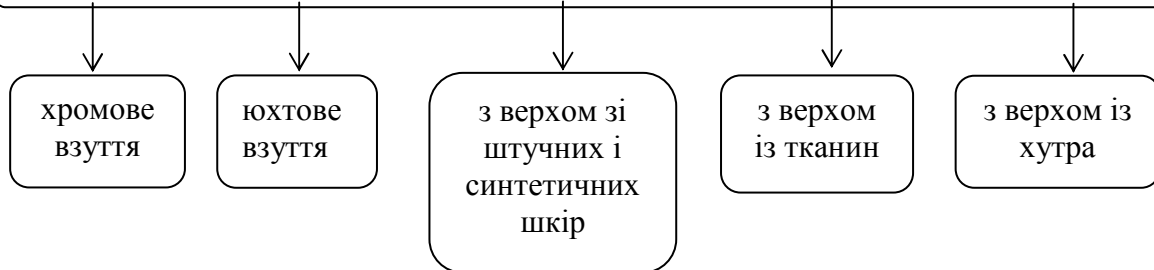 хромове
взуття
юхтове
взуття
з верхом зі
штучних і
синтетичних
шкір
з верхом
із тканин
з верхом із
хутра